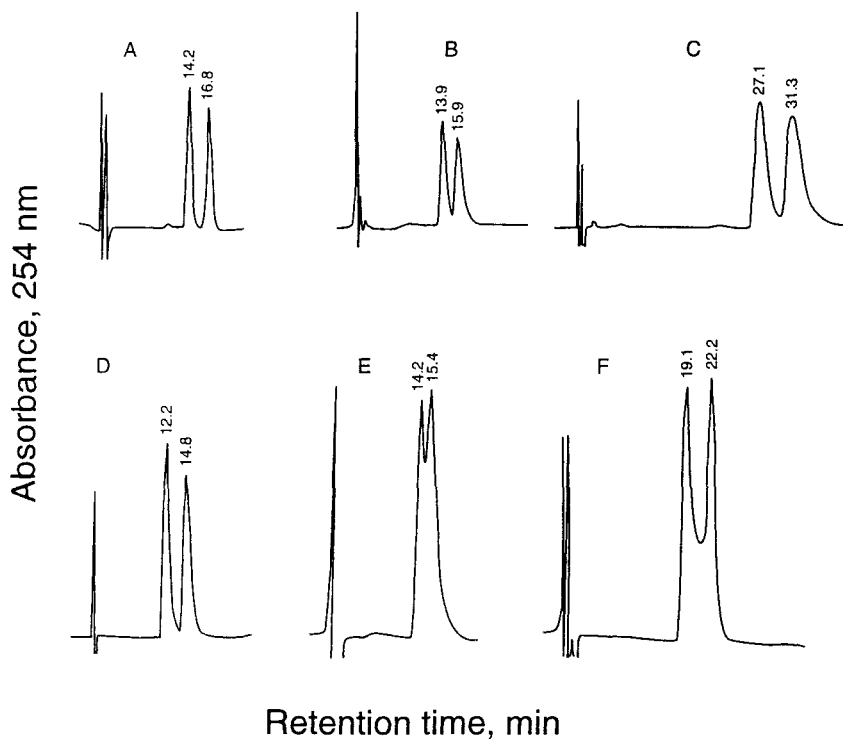 A
14.2
16.8
B
13.9
15.9
C
27.1
31.3
D
12.2
14.8
E
14.2
15.4
F
19.1
22.2
Absorbance, 254 nm
Retention time, min